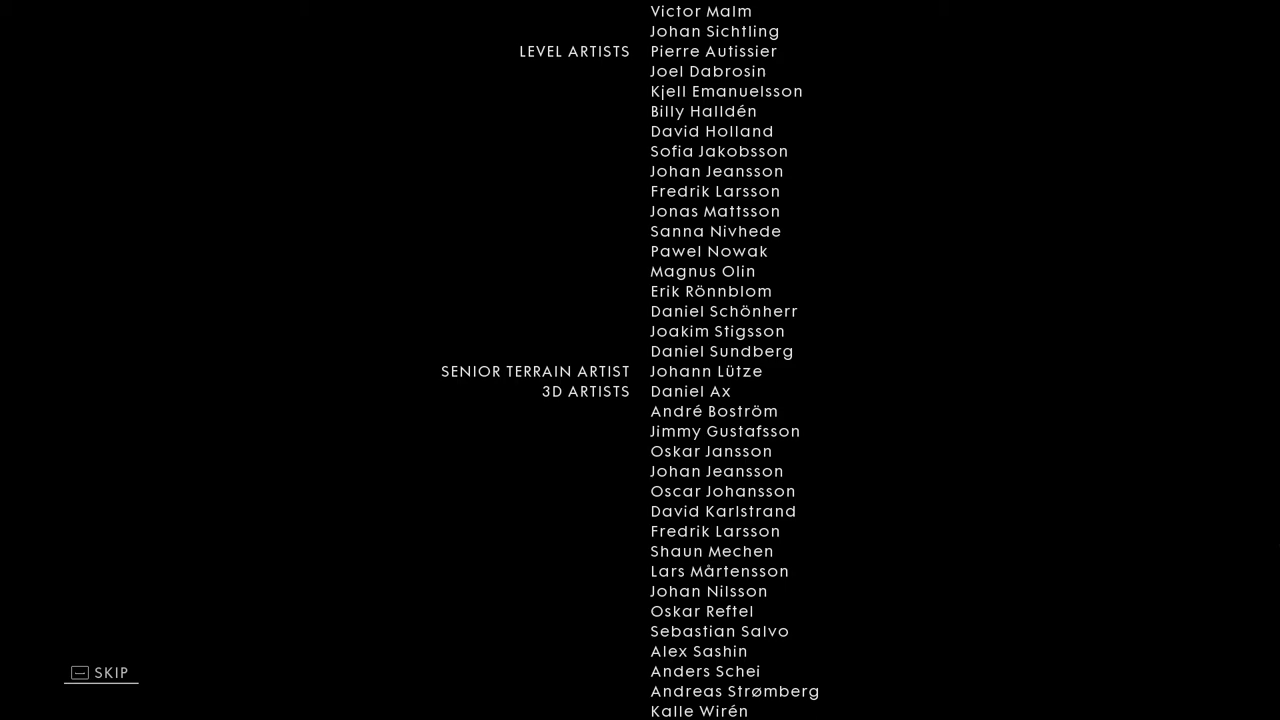 Victor Malm
Johan Sichtling
LEVEL ARTISTS Pierre Autissier
Joel Dabrosin
Kjell Emanuelsson
Billy Halldén
David Holland
Sofia Jakobsson
Johan Jeansson
Fredrik Larsson
Jonas Mattsson
Sanna Nivhede
Pawel Nowak
Magnus Olin
Erik Rönnblom
Daniel Schönherr
Joakim Stigsson
Daniel Sundberg
SENIOR TERRAIN ARTIST Johann Lütze
3D ARTISTS Daniel Ax
André Boström
Jimmy Gustafsson
Oskar Jansson
Johan Jeansson
Oscar Johansson
David Karlstrand
Fredrik Larsson
Shaun Mechen
Lars Mårtensson
Johan Nilsson
Oskar Reftel
Sebastian Salvo
Alex Sashin
Anders Schei
SKIP
Andreas Strømberg
Kalle Wirén